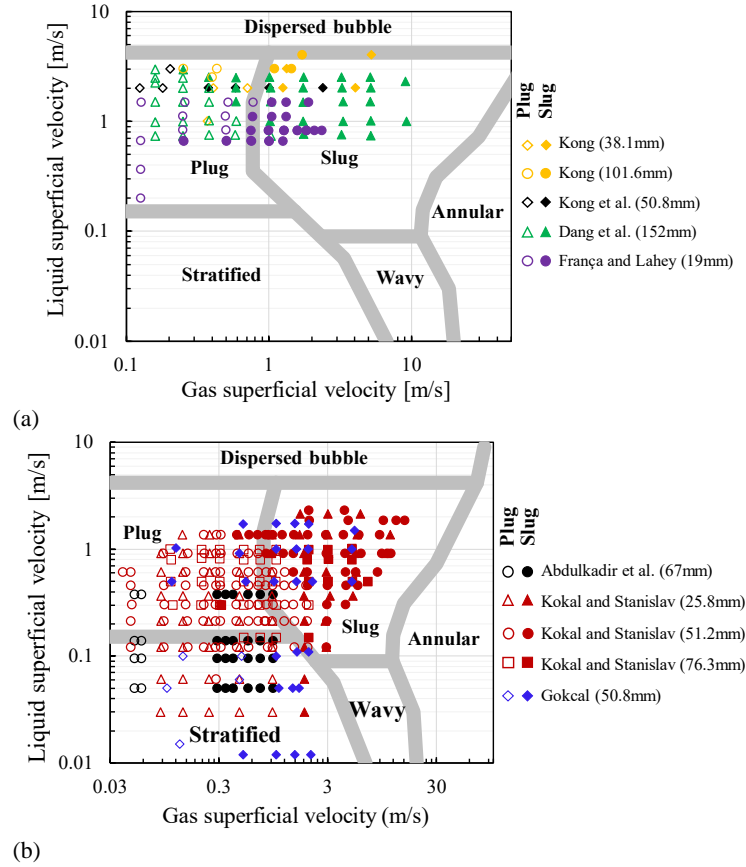 Dispersed bubble
10
1
0.1
0.01
Liquid superficial velocity [m/s]
Plug
Slug
Annular
Stratified
Wavy
0.1
1
10
Gas superficial velocity [m/s]
Plug
Slug
Kong (38.1mm)
Kong (101.6mm)
Kong et al. (50.8mm)
Dang et al. (152mm)
França and Lahey (19mm)
(a)
Dispersed bubble
10
1
0.1
0.01
Liquid superficial velocity [m/s]
Plug
Slug
Annular
Wavy
Stratified
0.03
0.3
3
30
Gas superficial velocity (m/s)
Plug
Slug
Abdulkadir et al. (67mm)
Kokal and Stanislav (25.8mm)
Kokal and Stanislav (51.2mm)
Kokal and Stanislav (76.3mm)
Gokcal (50.8mm)
(b)